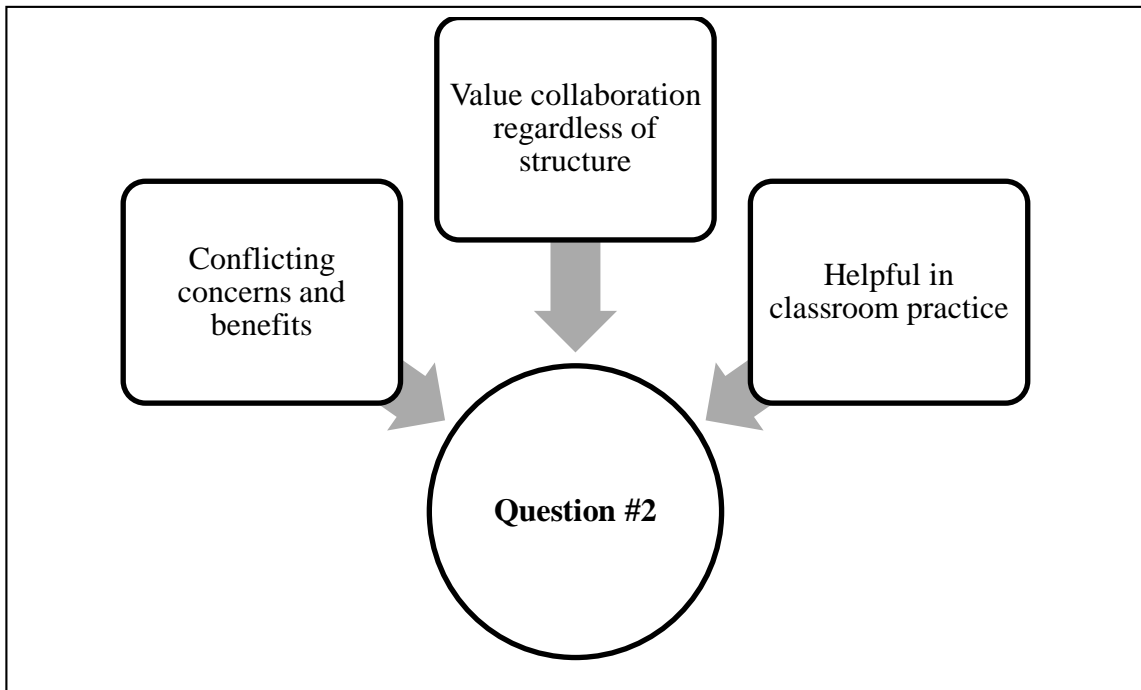 Value collaboration
regardless of
structure
Conflicting
concerns and
benefits
Helpful in
classroom practice
Question #2